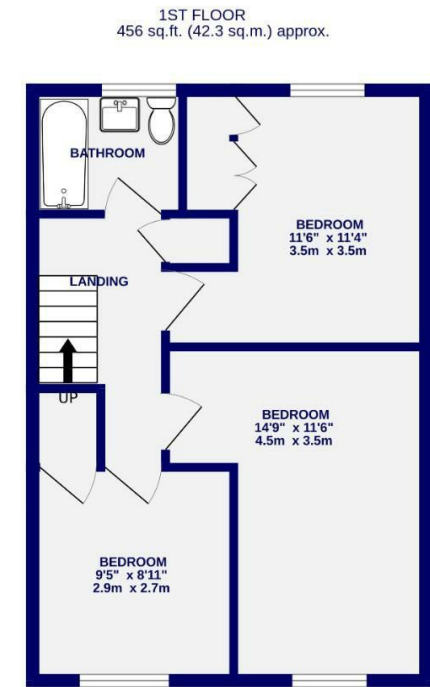 1ST FLOOR
456 sq.ft. (42.3 sq.m.) approx.
BATHROOM
BEDROOM
11'6" x 11'4"
3.5m x 3.5m
LANDING
UP
BEDROOM
14'9" x 11'6"
4.5m x 3.5m
BEDROOM
9'5" x 8'11"
2.9m x 2.7m